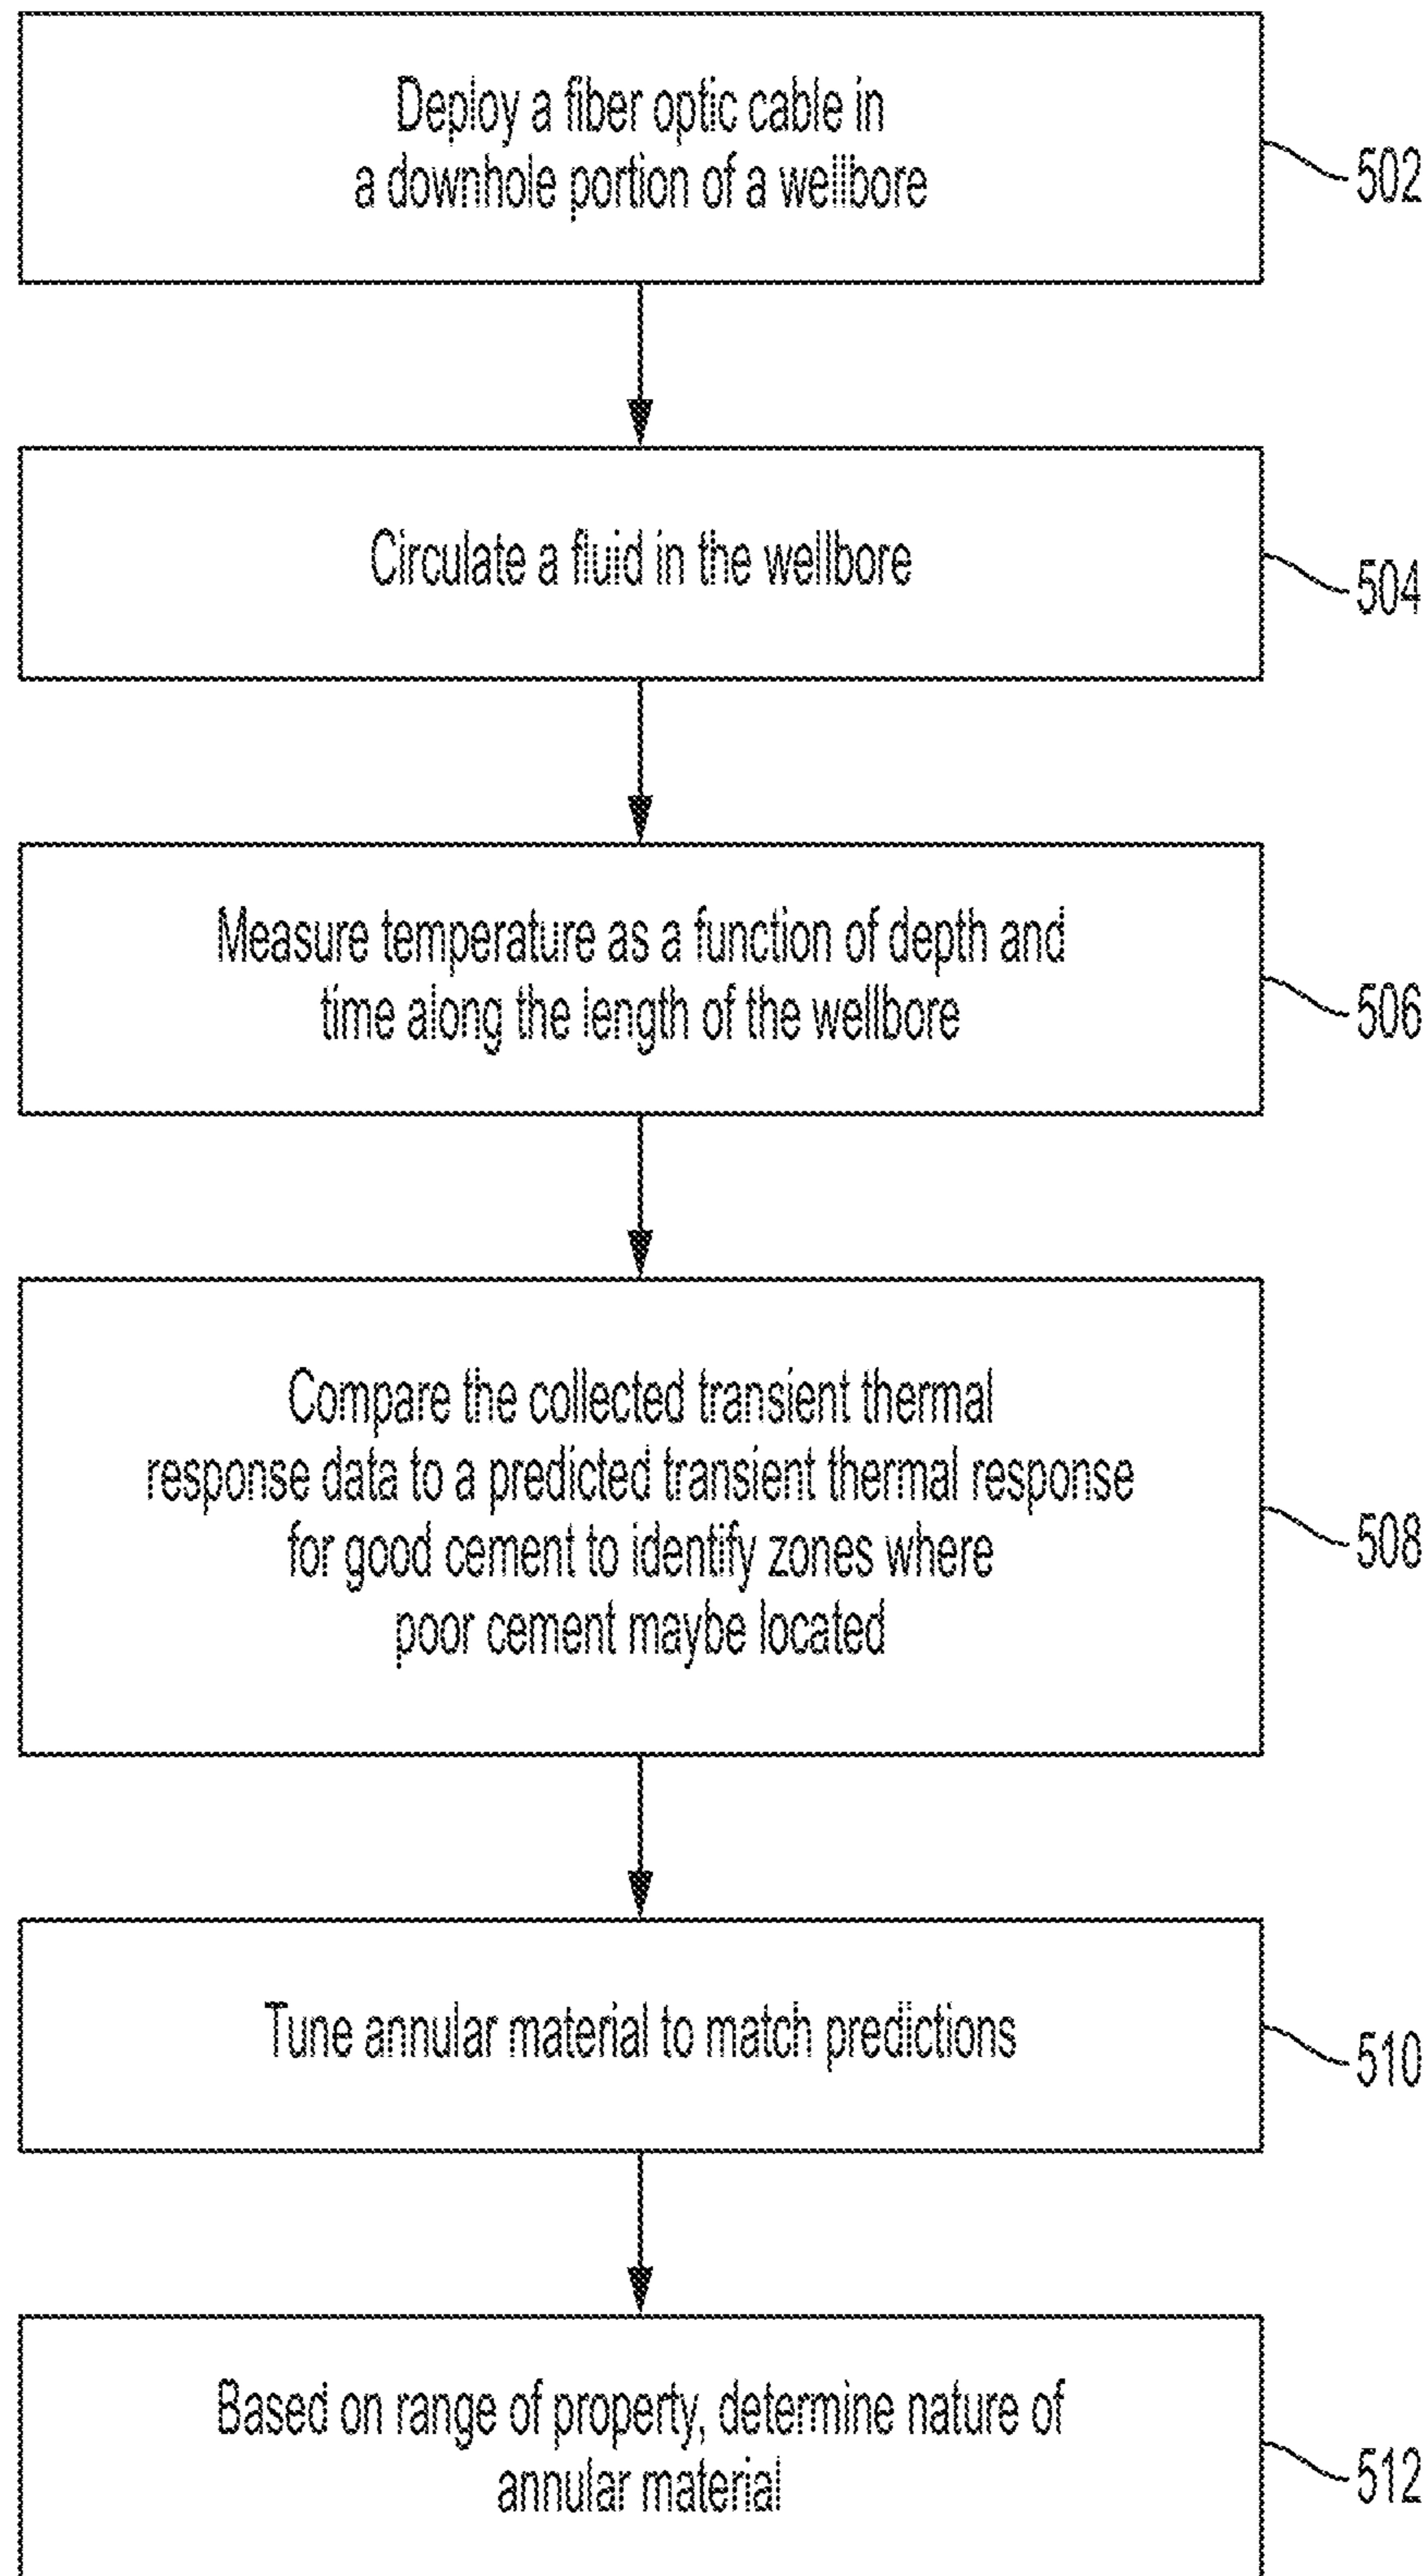 Deploy a fiber optic cable in
a downhole portion of a wellbore
502
Circulate a fluid in the wellbore
504
Measure temperature as a function of depth and
time along the length of the wellbore
506
Compare the collected transient thermal
response data to a predicted transient thermal response
for good cement to identify zones where
poor cement maybe located
508
Tune annular material to match predictions
510
Based on range of property, determine nature of
annular material
512